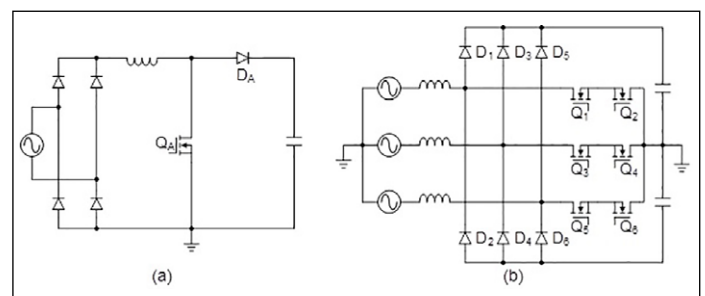 D1 D3 D5
DA
QA
Q1 Q2
Q3 Q4
Q5 Q6
D2 D4 D6
(a) (b)